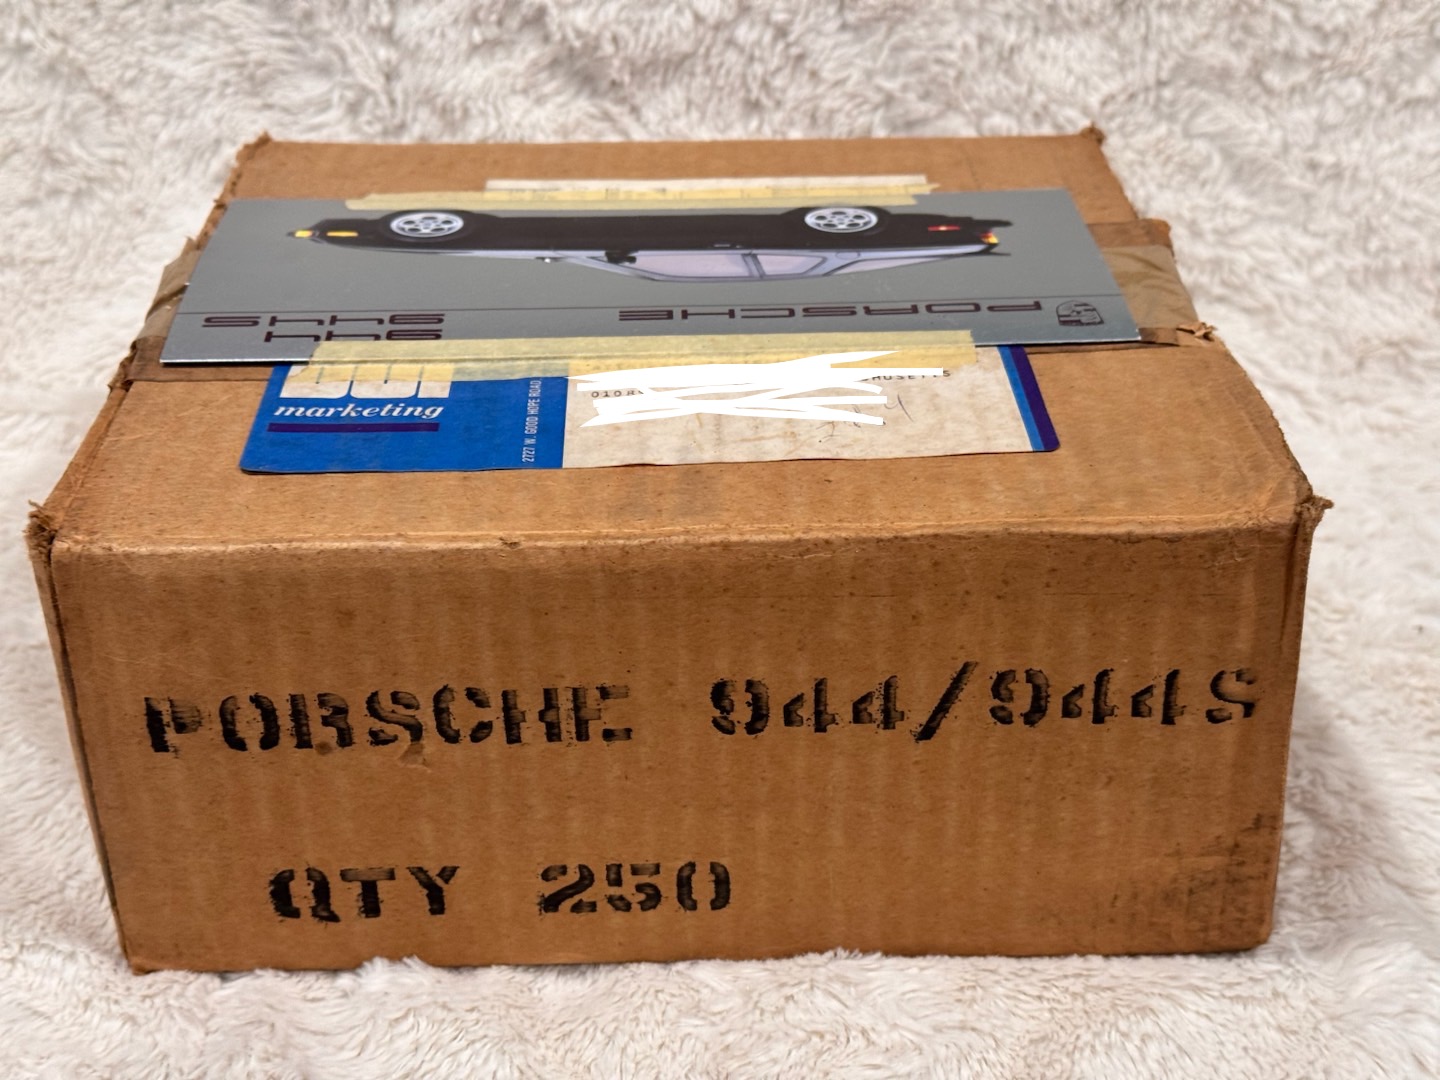 PORSCHE
944
944S
marketing
2727 W. GOOD HOPE ROAD
PORSCHE 944/944S
QTY 250